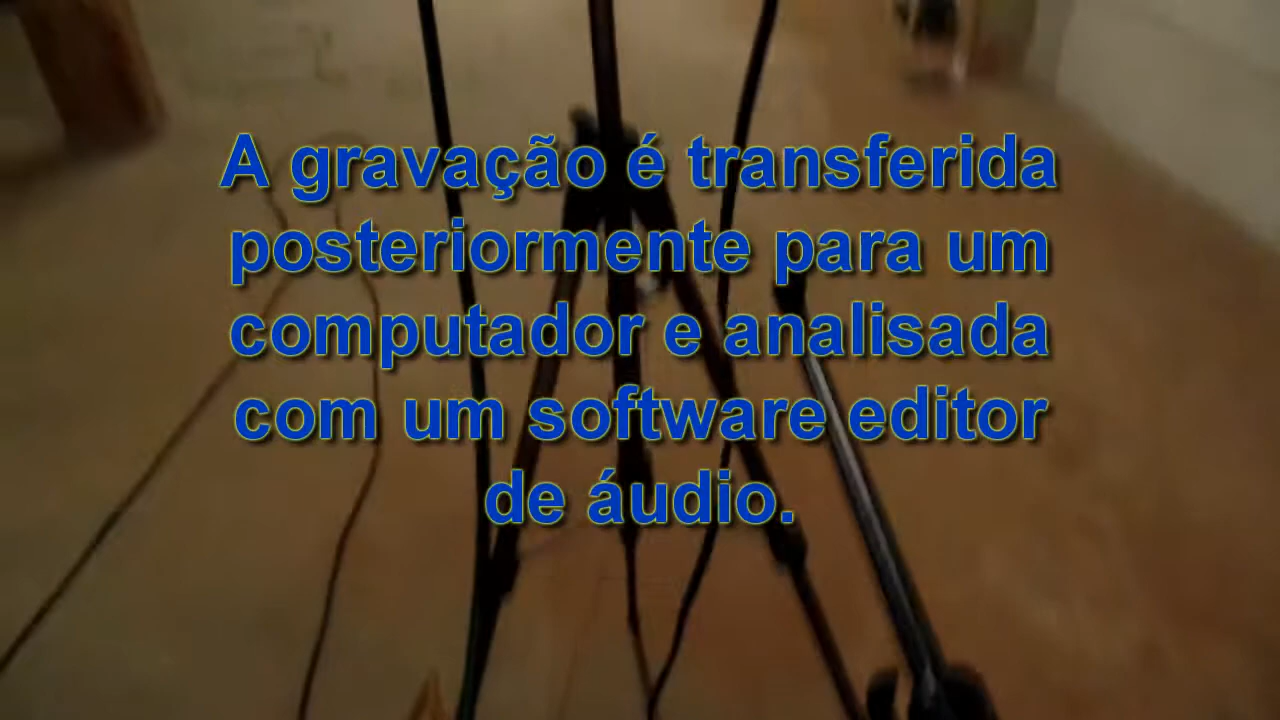 A gravação é transferida
posteriormente para um
computador e analisada
com um software editor
de áudio.